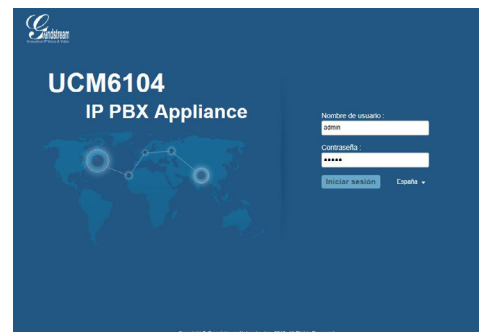 Grandstream
UCM6104
IP PBX Appliance
Nombre de usuario :
admin
Contraseña :
•••••
Iniciar sesión
España